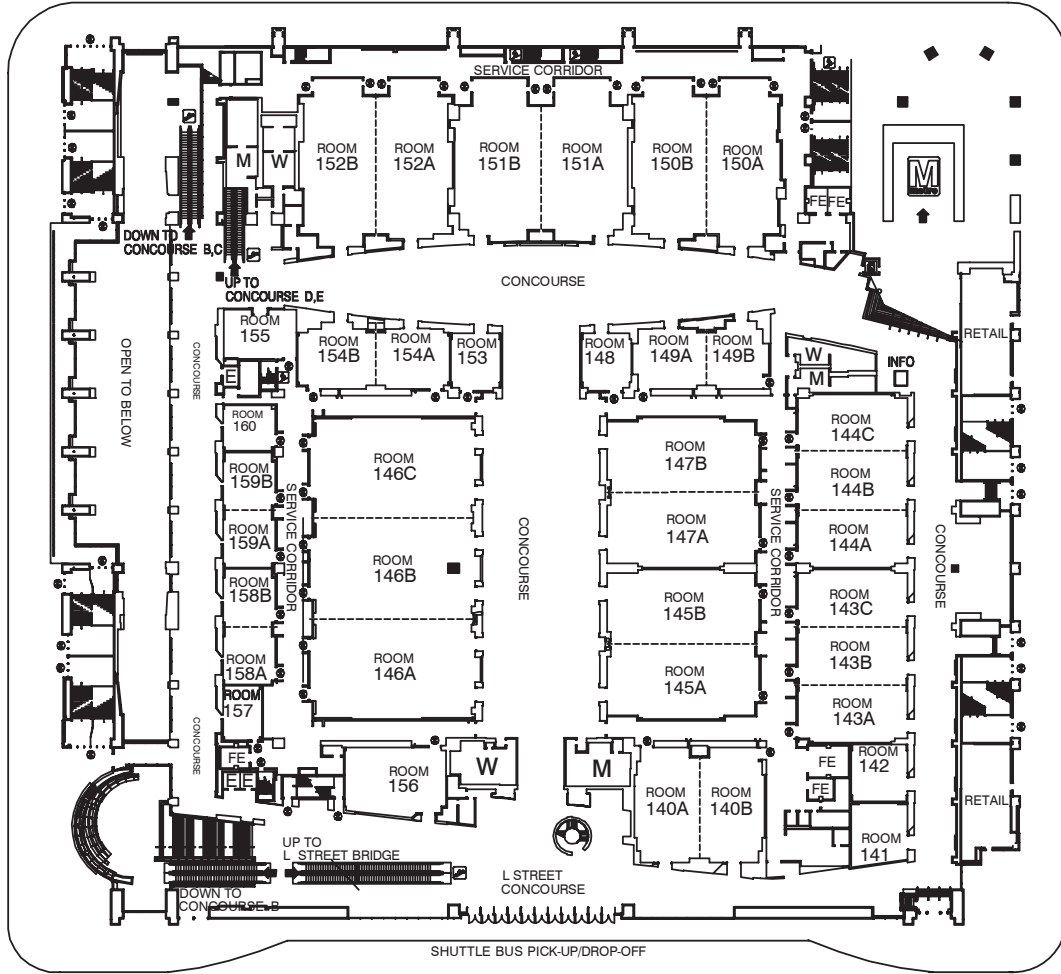 SERVICE CORRIDOR
ROOM
152B
ROOM
152A
ROOM
151B
ROOM
151A
ROOM
150B
ROOM
150A
M
W
FE
FE
M
metro
DOWN TO
CONCOURSE B,C
UP TO
CONCOURSE D,E
CONCOURSE
ROOM
155
ROOM
154B
ROOM
154A
ROOM
153
ROOM
148
ROOM
149A
ROOM
149B
W
M
INFO
RETAIL
OPEN TO BELOW
CONCOURSE
E
ROOM
160
ROOM
159B
ROOM
159A
ROOM
158B
ROOM
158A
ROOM
157
SERVICE CORRIDOR
ROOM
146C
ROOM
146B
ROOM
146A
CONCOURSE
ROOM
147B
ROOM
147A
ROOM
145B
ROOM
145A
SERVICE CORRIDOR
ROOM
144C
ROOM
144B
ROOM
144A
ROOM
143C
ROOM
143B
ROOM
143A
CONCOURSE
CONCOURSE
FE
E
E
ROOM
156
W
M
ROOM
140A
ROOM
140B
FE
FE
ROOM
142
ROOM
141
RETAIL
UP TO
L STREET BRIDGE
DOWN TO
CONCOURSE B
L STREET
CONCOURSE
SHUTTLE BUS PICK-UP/DROP-OFF